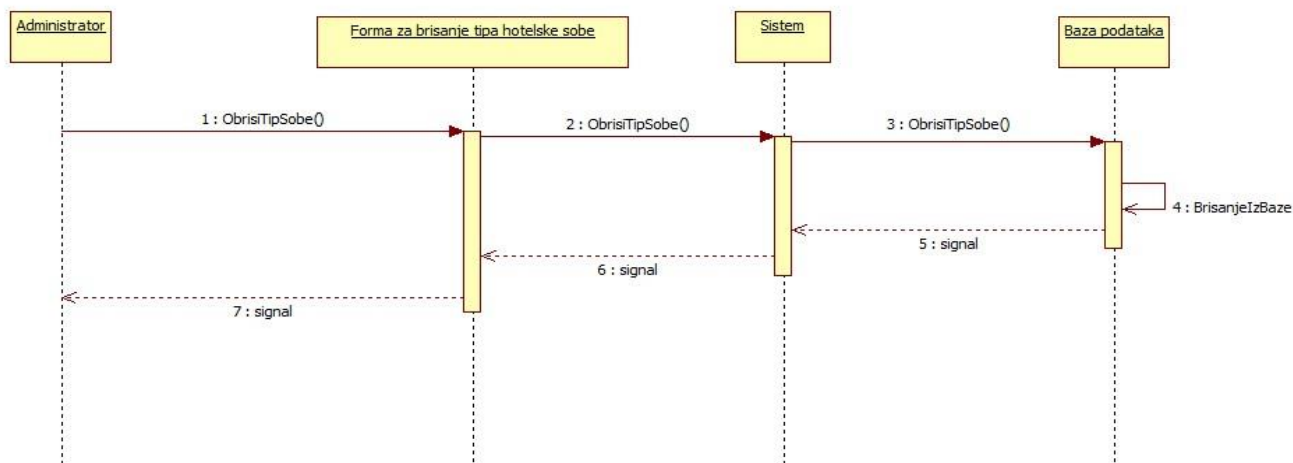 Administrator
Forma za brisanje tipa hotelske sobe
Sistem
Baza podataka
1 : ObrisiTipSobe()
2 : ObrisiTipSobe()
3 : ObrisiTipSobe()
4 : BrisanjeIzBaze
5 : signal
6 : signal
7 : signal